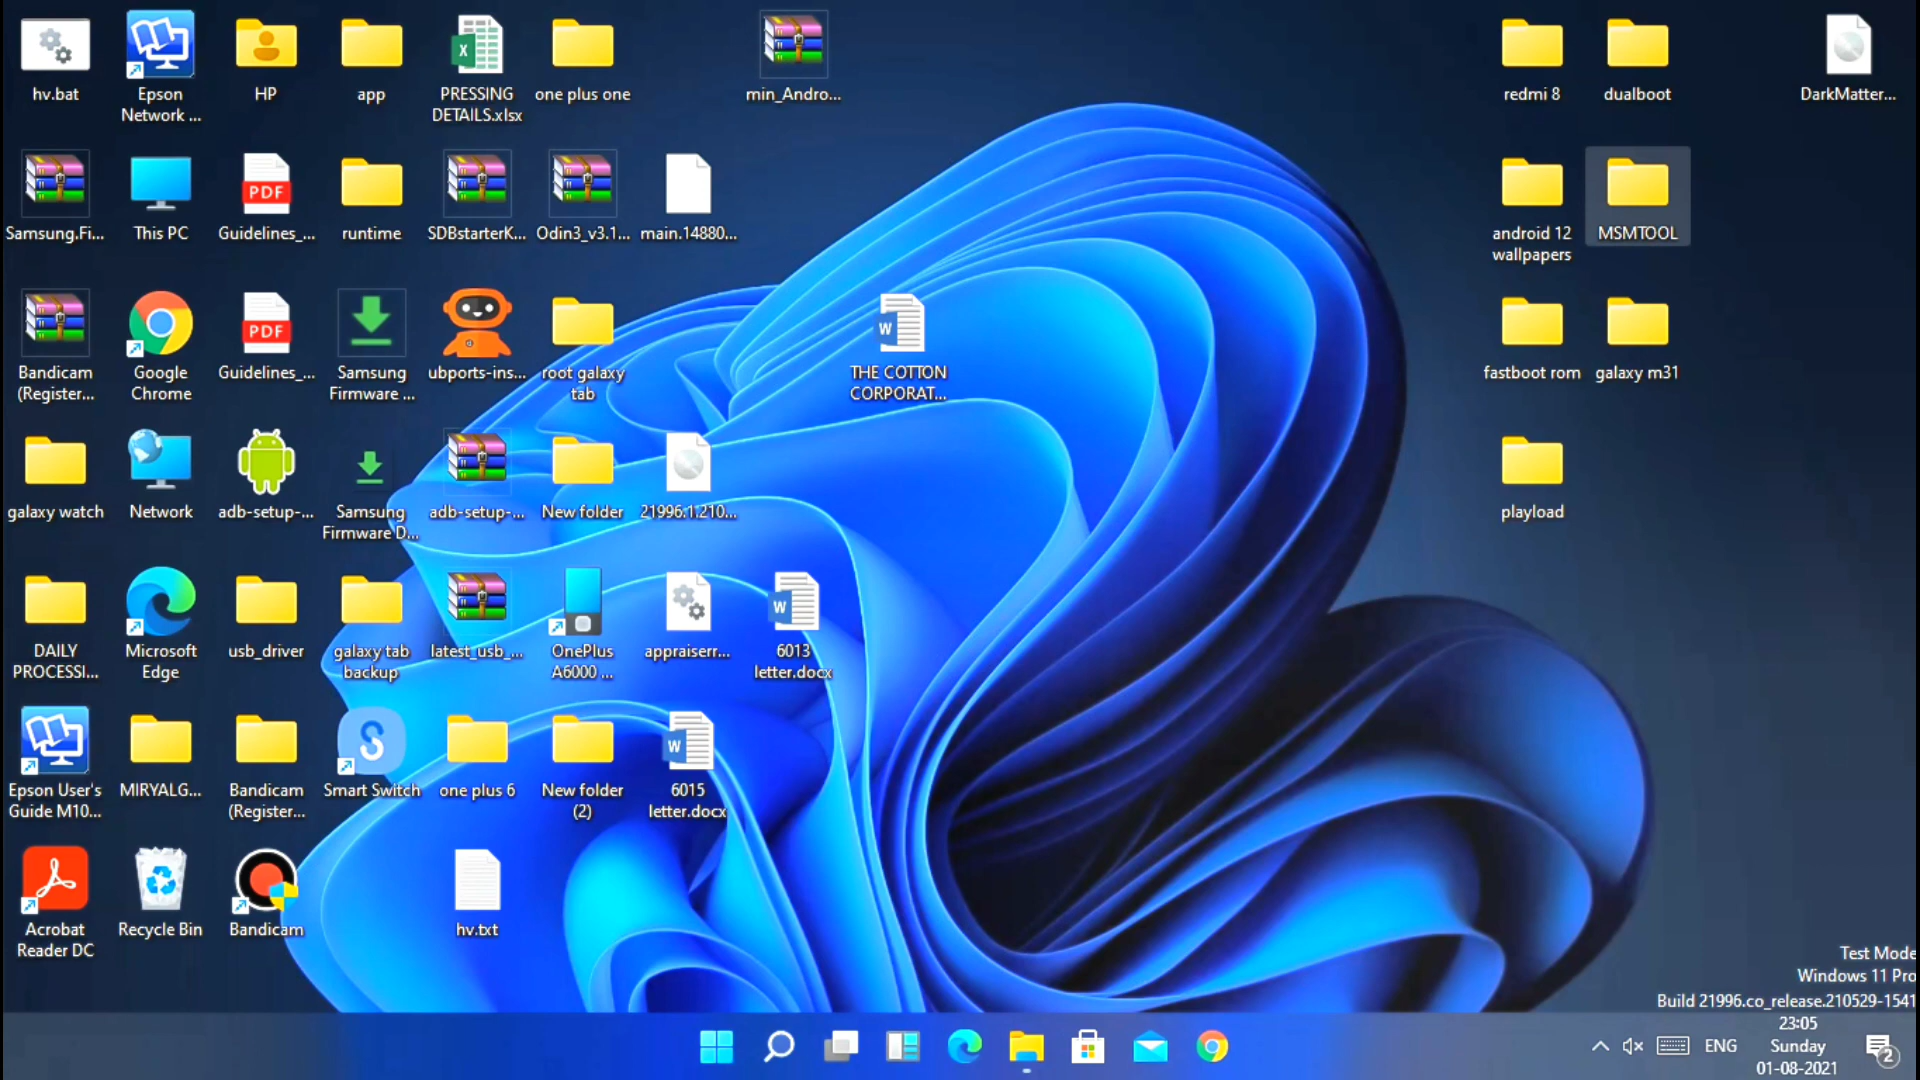 hv.bat
Epson
Network ...
HP
app
PRESSING
DETAILS.xlsx
one plus one
min_Andro...
redmi 8
dualboot
DarkMatter...
Samsung.Fi...
This PC
PDF
Guidelines_...
runtime
SDBstarterK...
Odin3_v3.1...
main.14880...
android 12
wallpapers
MSMTOOL
Bandicam
(Register...
Google
Chrome
PDF
Guidelines_...
Samsung
Firmware ...
ubports-ins...
root galaxy
tab
THE COTTON
CORPORAT...
fastboot rom
galaxy m31
galaxy watch
Network
adb-setup-...
Samsung
Firmware D...
adb-setup-...
New folder
21996.1.210...
playload
DAILY
PROCESSI...
Microsoft
Edge
usb_driver
galaxy tab
backup
latest_usb_...
OnePlus
A6000 ...
appraiserr...
6013
letter.docx
Epson User's
Guide M10...
MIRYALG...
Bandicam
(Register...
Smart Switch
one plus 6
New folder
(2)
6015
letter.docx
Acrobat
Reader DC
Recycle Bin
Bandicam
hv.txt
Test Mode
Windows 11 Pro
Build 21996.co_release.210529-1541
ENG
23:05
Sunday
01-08-2021
2